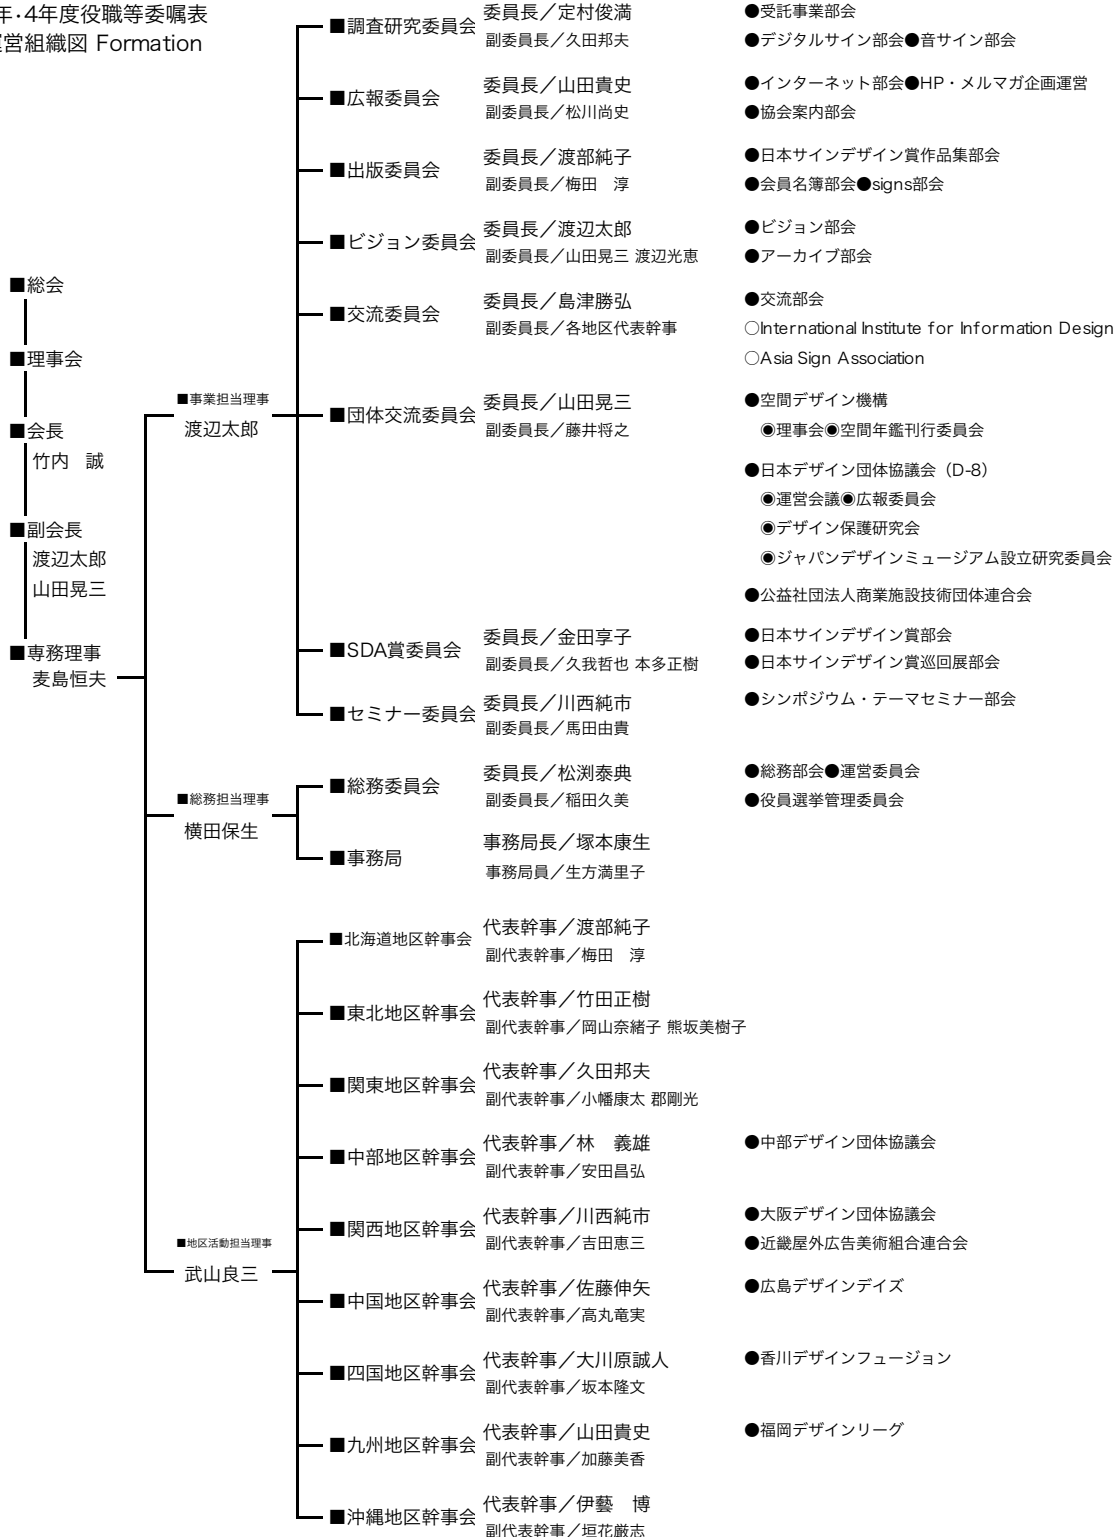 年・4年度役職等委嘱表
運営組織図 Formation
■総会
■理事会
■会長
竹内　誠
■副会長
渡辺太郎
山田晃三
■専務理事
麦島恒夫
■事業担当理事
渡辺太郎
■調査研究委員会
委員長／定村俊満
副委員長／久田邦夫
●受託事業部会
●デジタルサイン部会●音サイン部会
■広報委員会
委員長／山田貴史
副委員長／松川尚史
●インターネット部会●HP・メルマガ企画運営
●協会案内部会
■出版委員会
委員長／渡部純子
副委員長／梅田　淳
●日本サインデザイン賞作品集部会
●会員名簿部会●signs部会
■ビジョン委員会
委員長／渡辺太郎
副委員長／山田晃三 渡辺光恵
●ビジョン部会
●アーカイブ部会
■交流委員会
委員長／島津勝弘
副委員長／各地区代表幹事
●交流部会
○International Institute for Information Design
○Asia Sign Association
■団体交流委員会
委員長／山田晃三
副委員長／藤井将之
●空間デザイン機構
◉理事会◉空間年鑑刊行委員会
●日本デザイン団体協議会（D-8）
◉運営会議◉広報委員会
◉デザイン保護研究会
◉ジャパンデザインミュージアム設立研究委員会
●公益社団法人商業施設技術団体連合会
■SDA賞委員会
委員長／金田享子
副委員長／久我哲也 本多正樹
●日本サインデザイン賞部会
●日本サインデザイン賞巡回展部会
■セミナー委員会
委員長／川西純市
副委員長／馬田由貴
●シンポジウム・テーマセミナー部会
■総務担当理事
横田保生
■総務委員会
委員長／松渕泰典
副委員長／稲田久美
●総務部会●運営委員会
●役員選挙管理委員会
■事務局
事務局長／塚本康生
事務局員／生方満里子
■地区活動担当理事
武山良三
■北海道地区幹事会
代表幹事／渡部純子
副代表幹事／梅田　淳
■東北地区幹事会
代表幹事／竹田正樹
副代表幹事／岡山奈緒子 熊坂美樹子
■関東地区幹事会
代表幹事／久田邦夫
副代表幹事／小幡康太 郡剛光
■中部地区幹事会
代表幹事／林　義雄
副代表幹事／安田昌弘
●中部デザイン団体協議会
■関西地区幹事会
代表幹事／川西純市
副代表幹事／吉田恵三
●大阪デザイン団体協議会
●近畿屋外広告美術組合連合会
■中国地区幹事会
代表幹事／佐藤伸矢
副代表幹事／高丸竜実
●広島デザインデイズ
■四国地区幹事会
代表幹事／大川原誠人
副代表幹事／坂本隆文
●香川デザインフュージョン
■九州地区幹事会
代表幹事／山田貴史
副代表幹事／加藤美香
●福岡デザインリーグ
■沖縄地区幹事会
代表幹事／伊藝　博
副代表幹事／垣花厳志